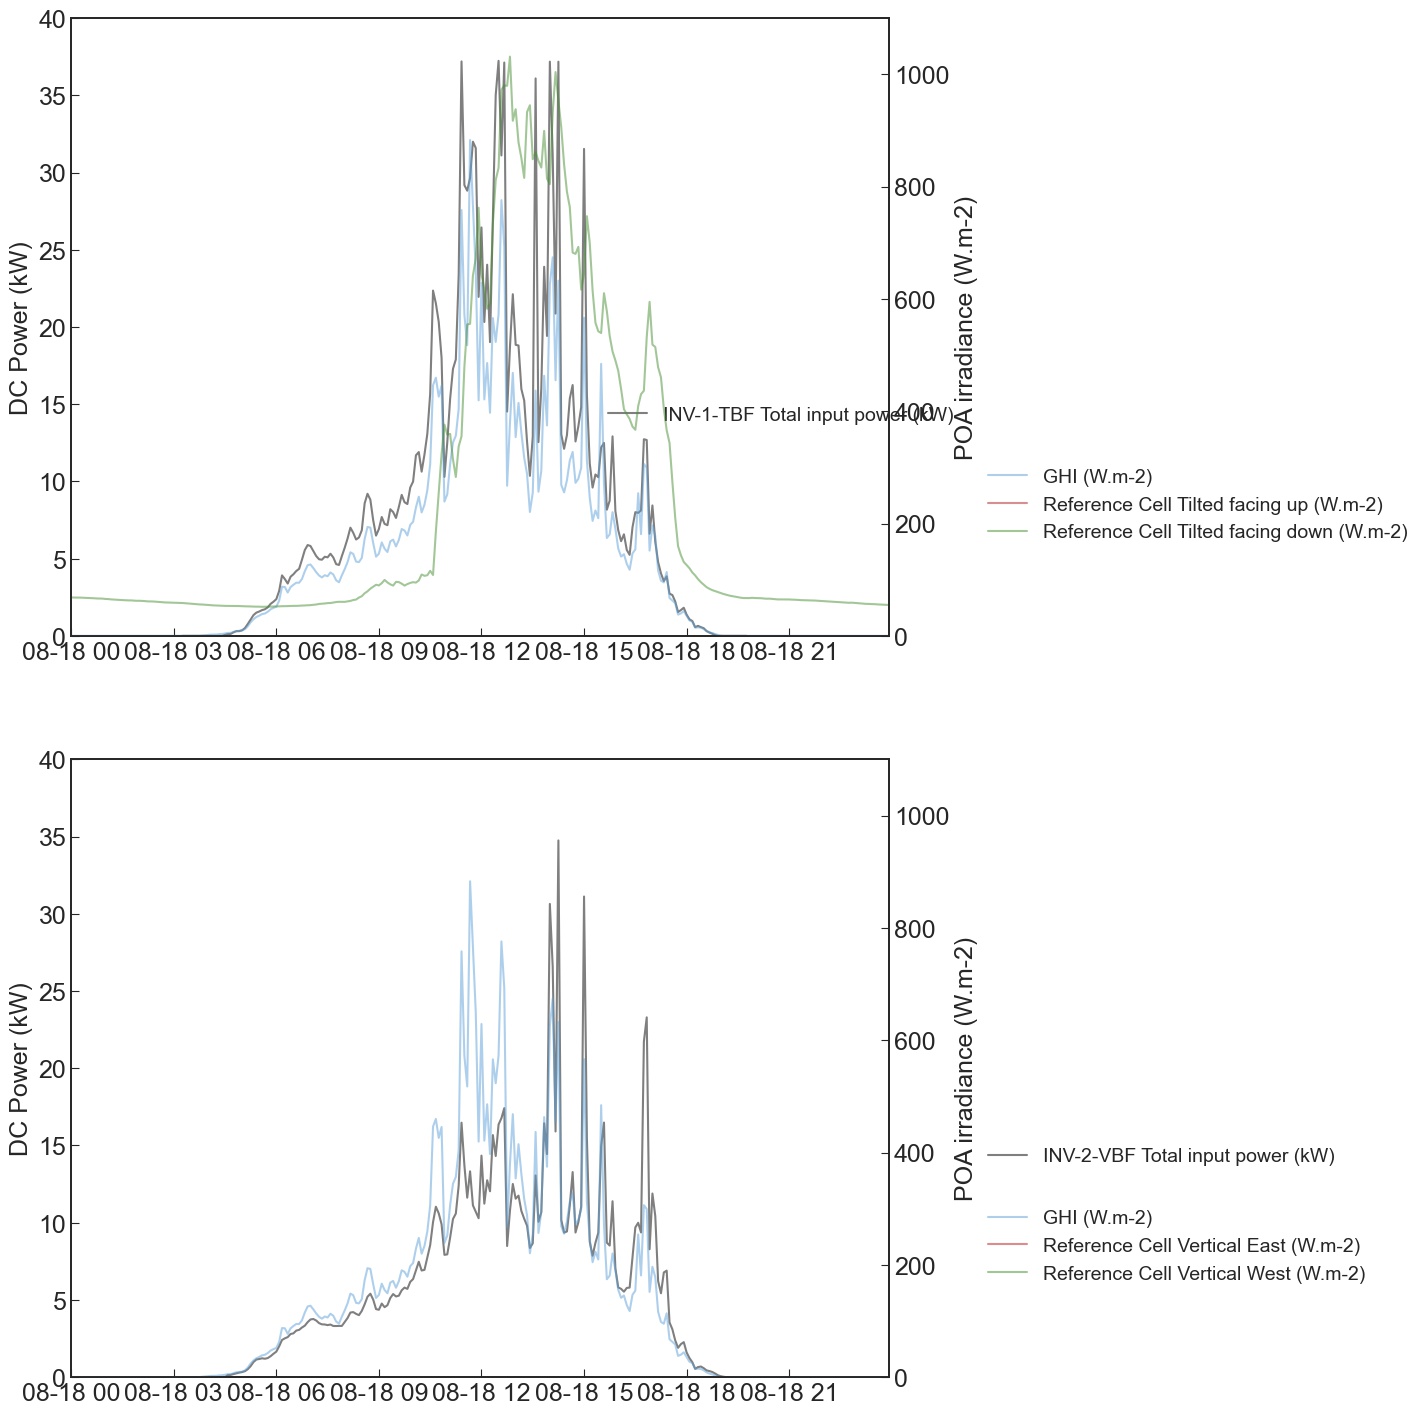 40
35
30
25
20
15
10
5
0
DC Power (kW)
1000
800
600
400
200
0
POA irradiance (W.m-2)
INV-1-TBF Total input power (kW)
GHI (W.m-2)
Reference Cell Tilted facing up (W.m-2)
Reference Cell Tilted facing down (W.m-2)
08-18 00 08-18 03 08-18 06 08-18 09 08-18 12 08-18 15 08-18 18 08-18 21
40
35
30
25
20
15
10
5
0
DC Power (kW)
1000
800
600
400
200
0
POA irradiance (W.m-2)
INV-2-VBF Total input power (kW)
GHI (W.m-2)
Reference Cell Vertical East (W.m-2)
Reference Cell Vertical West (W.m-2)
08-18 00 08-18 03 08-18 06 08-18 09 08-18 12 08-18 15 08-18 18 08-18 21